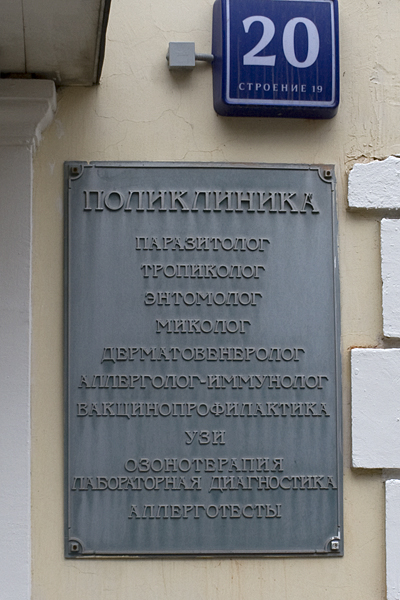 20
СТРОЕНИЕ 19
ПОЛИКЛИНИКА
ПАРАЗИТОЛОГ
ТРОПИКОЛОГ
ЭНТОМОЛОГ
МИКОЛОГ
ДЕРМАТОВЕНЕРОЛОГ
АЛЛЕРГОЛОГ-ИММУНОЛОГ
ВАКЦИНОПРОФИЛАКТИКА
УЗИ
ОЗОНОТЕРАПИЯ
ЛАБОРАТОРНАЯ ДИАГНОСТИКА
АЛЛЕРГОТЕСТЫ